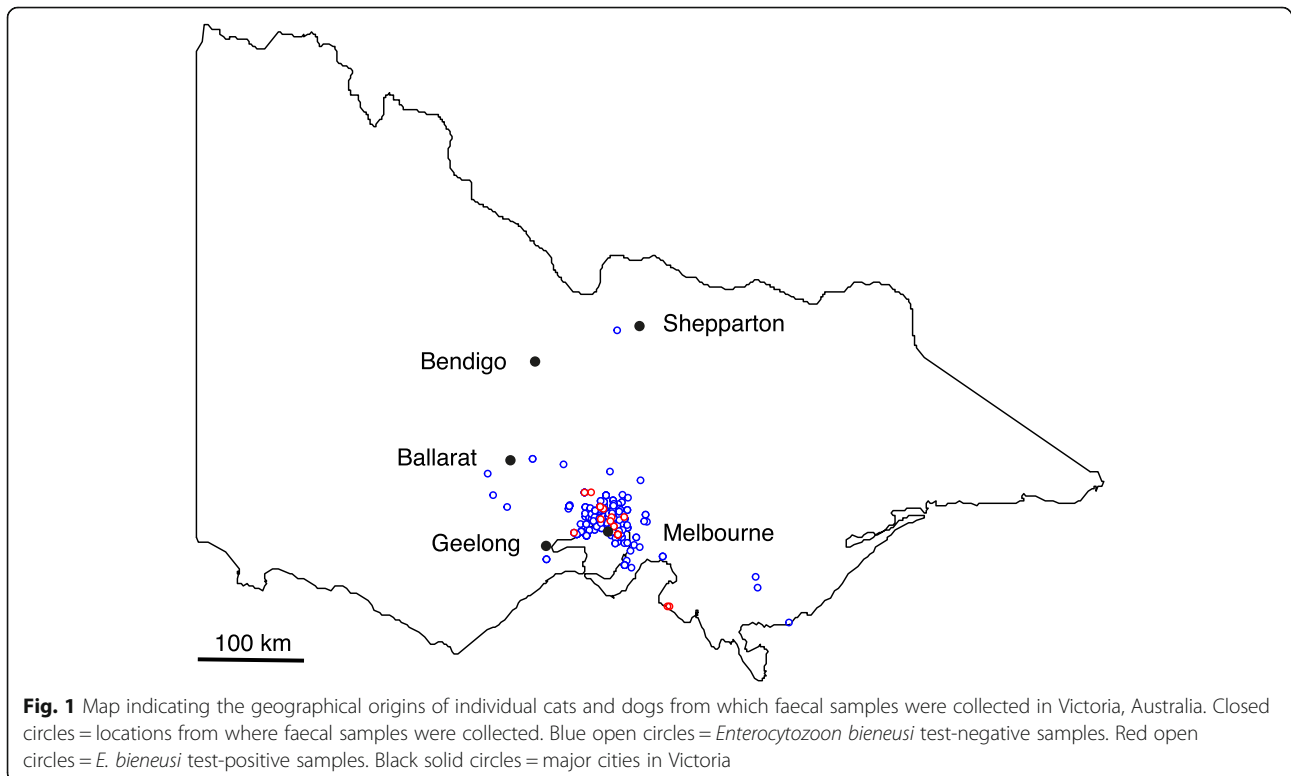 Shepparton
Bendigo
Ballarat
Melbourne
Geelong
100 km
Fig. 1 Map indicating the geographical origins of individual cats and dogs from which faecal samples were collected in Victoria, Australia. Closed
circles = locations from where faecal samples were collected. Blue open circles = Enterocytozoon bieneusi test-negative samples. Red open
circles = E. bieneusi test-positive samples. Black solid circles = major cities in Victoria